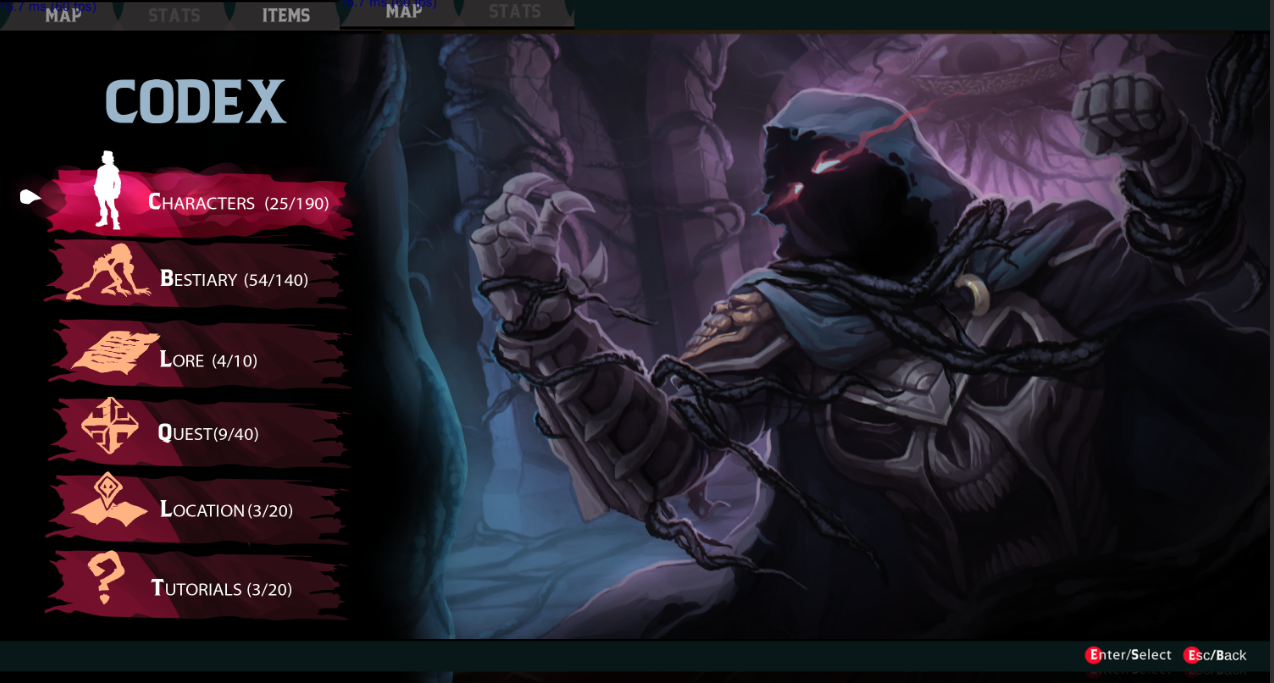 MAP STATS ITEMS MAP STATS
CODEX
CHARACTERS (25/190)
BESTIARY (54/140)
LORE (4/10)
QUEST(9/40)
LOCATION(3/20)
TUTORIALS (3/20)
Enter/Select Esc/Back